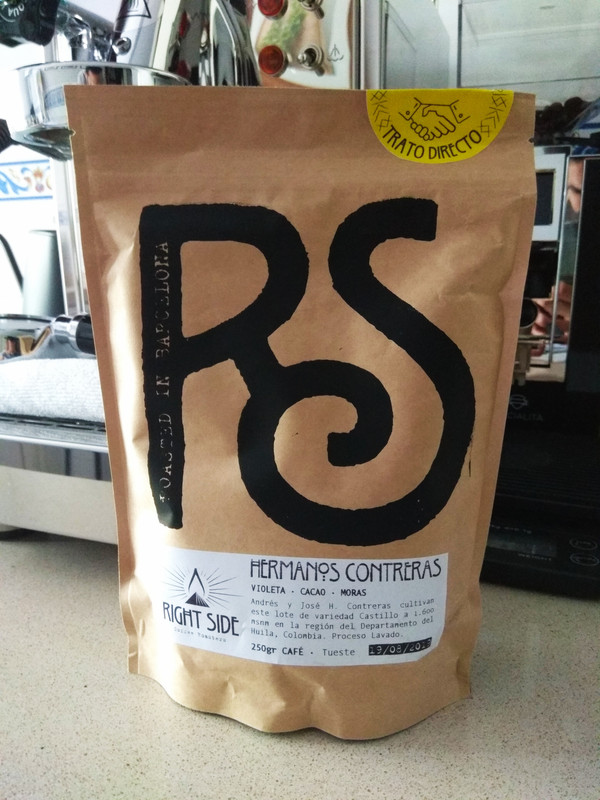 TRATO DIRECTO
RS
ROASTED IN BARCELONA
RIGHT SIDE
HERMANOS CONTRERAS
VIOLETA · CACAO · MORAS
Andrés y José H. Contreras cultivan
este lote de variedad Castillo a 1.600
msnm en la región del Departamento del
Huila, Colombia. Proceso Lavado.
250gr CAFÉ · Tueste